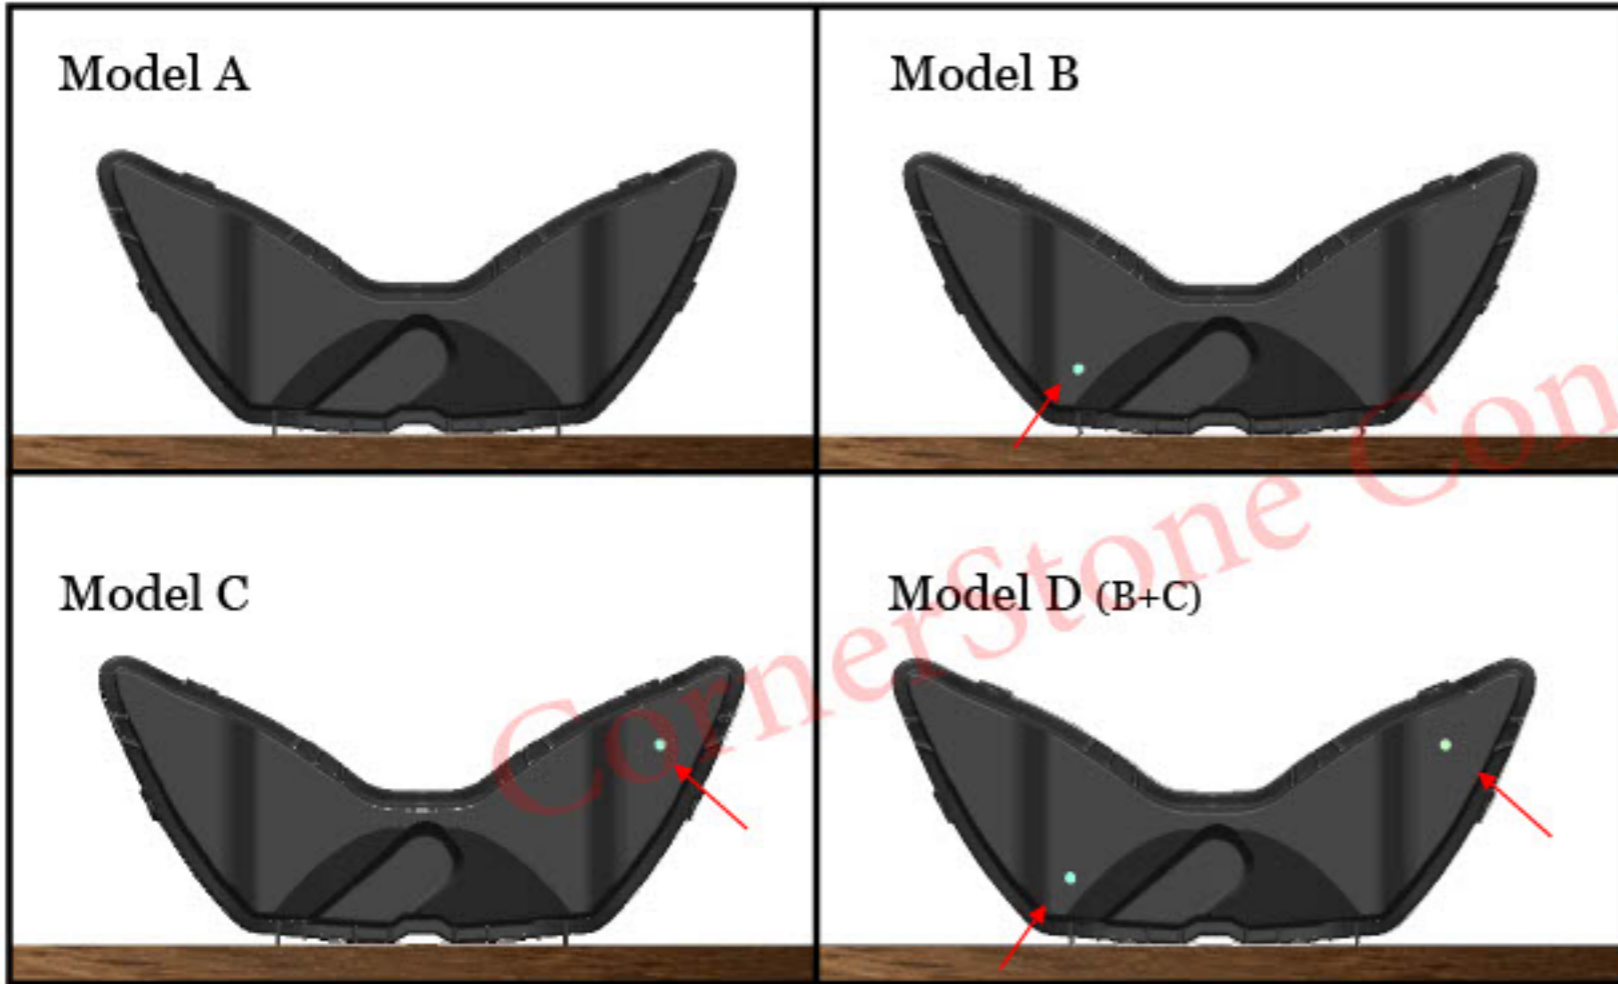 Model A
Model B
Model C
Model D (B+C)
CornerStone Con